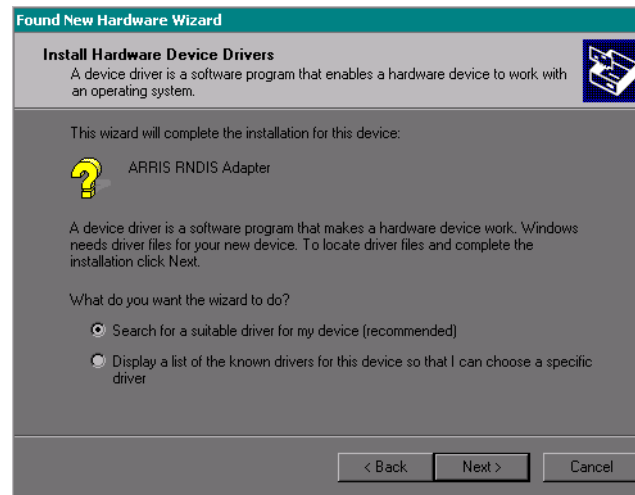 Found New Hardware Wizard
Install Hardware Device Drivers
A device driver is a software program that enables a hardware device to work with
an operating system.
This wizard will complete the installation for this device:
ARRIS RNDIS Adapter
A device driver is a software program that makes a hardware device work. Windows
needs driver files for your new device. To locate driver files and complete the
installation click Next.
What do you want the wizard to do?
Search for a suitable driver for my device (recommended)
Display a list of the known drivers for this device so that I can choose a specific
driver
< Back Next > Cancel